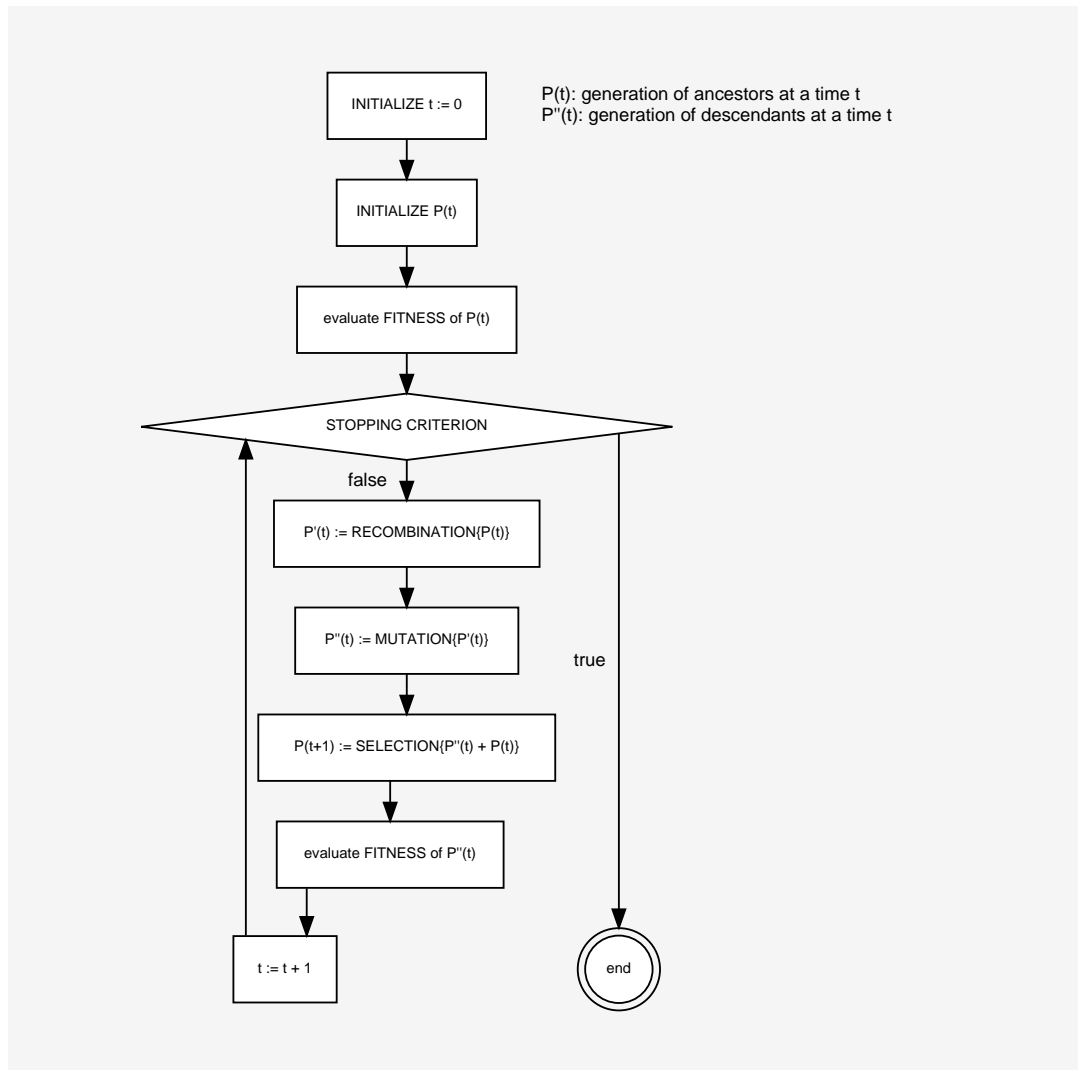 INITIALIZE t := 0
P(t): generation of ancestors at a time t
P''(t): generation of descendants at a time t
INITIALIZE P(t)
evaluate FITNESS of P(t)
STOPPING CRITERION
false
P'(t) := RECOMBINATION{P(t)}
P''(t) := MUTATION{P'(t)}
true
P(t+1) := SELECTION{P''(t) + P(t)}
evaluate FITNESS of P''(t)
t := t + 1
end